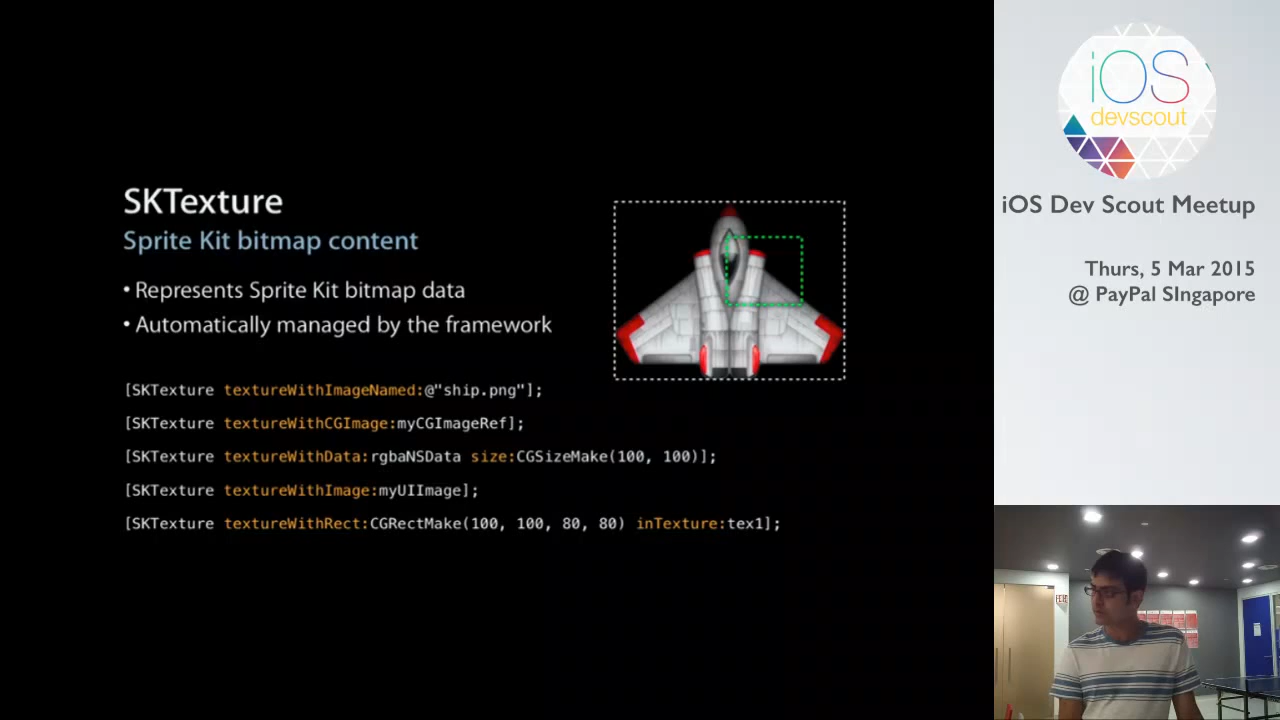 SKTexture
Sprite Kit bitmap content
• Represents Sprite Kit bitmap data
• Automatically managed by the framework
[SKTexture textureWithImageNamed:@"ship.png"];
[SKTexture textureWithCGImage:myCGImageRef];
[SKTexture textureWithData:rgbaNSData size:CGSizeMake(100, 100)];
[SKTexture textureWithImage:myUIImage];
[SKTexture textureWithRect:CGRectMake(100, 100, 80, 80) inTexture:tex1];
iOS
devscout
iOS Dev Scout Meetup
Thurs, 5 Mar 2015
@ PayPal SIngapore